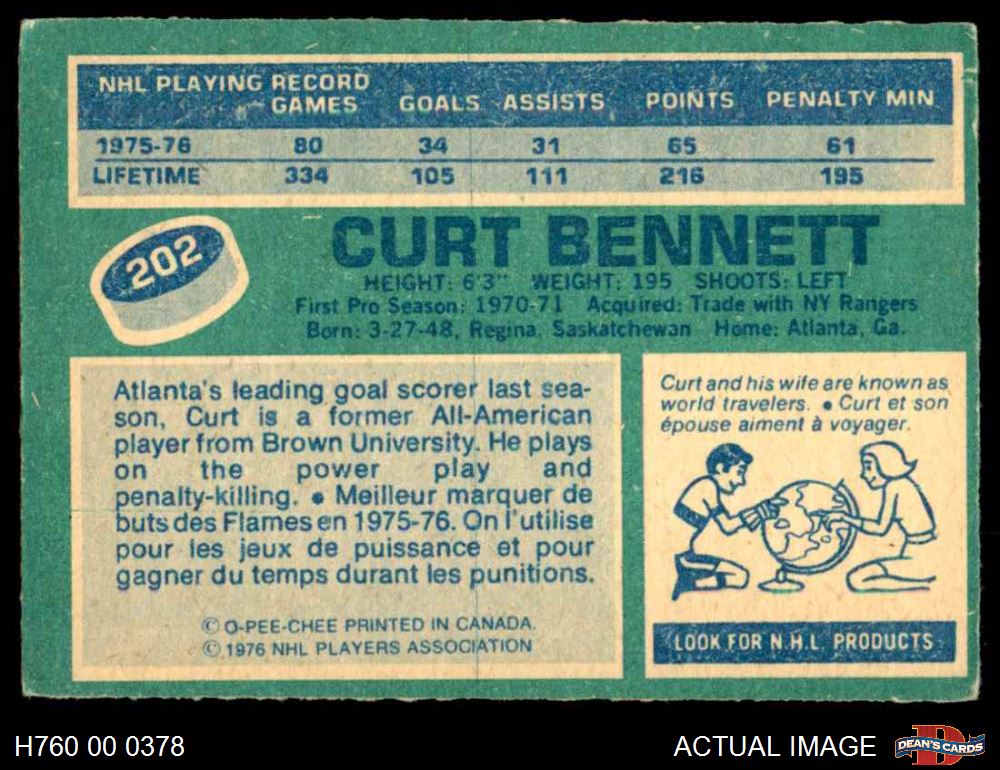 NHL PLAYING RECORD
GAMES GOALS ASSISTS POINTS PENALTY MIN
1975-76 80 34 31 65 61
LIFETIME 334 105 111 216 195
202
CURT BENNETT
HEIGHT: 6'3" WEIGHT: 195 SHOOTS: LEFT
First Pro Season: 1970-71 Acquired: Trade with NY Rangers
Born: 3-27-48, Regina, Saskatchewan Home: Atlanta, Ga.
Atlanta's leading goal scorer last sea-
son, Curt is a former All-American
player from Brown University. He plays
on the power play and
penalty-killing. • Meilleur marquer de
buts des Flames en 1975-76. On l'utilise
pour les jeux de puissance et pour
gagner du temps durant les punitions.
© O-PEE-CHEE PRINTED IN CANADA.
© 1976 NHL PLAYERS ASSOCIATION
Curt and his wife are known as
world travelers. • Curt et son
épouse aiment à voyager.
LOOK FOR N.H.L PRODUCTS
H760 00 0378
ACTUAL IMAGE
D
DEAN'S CARDS